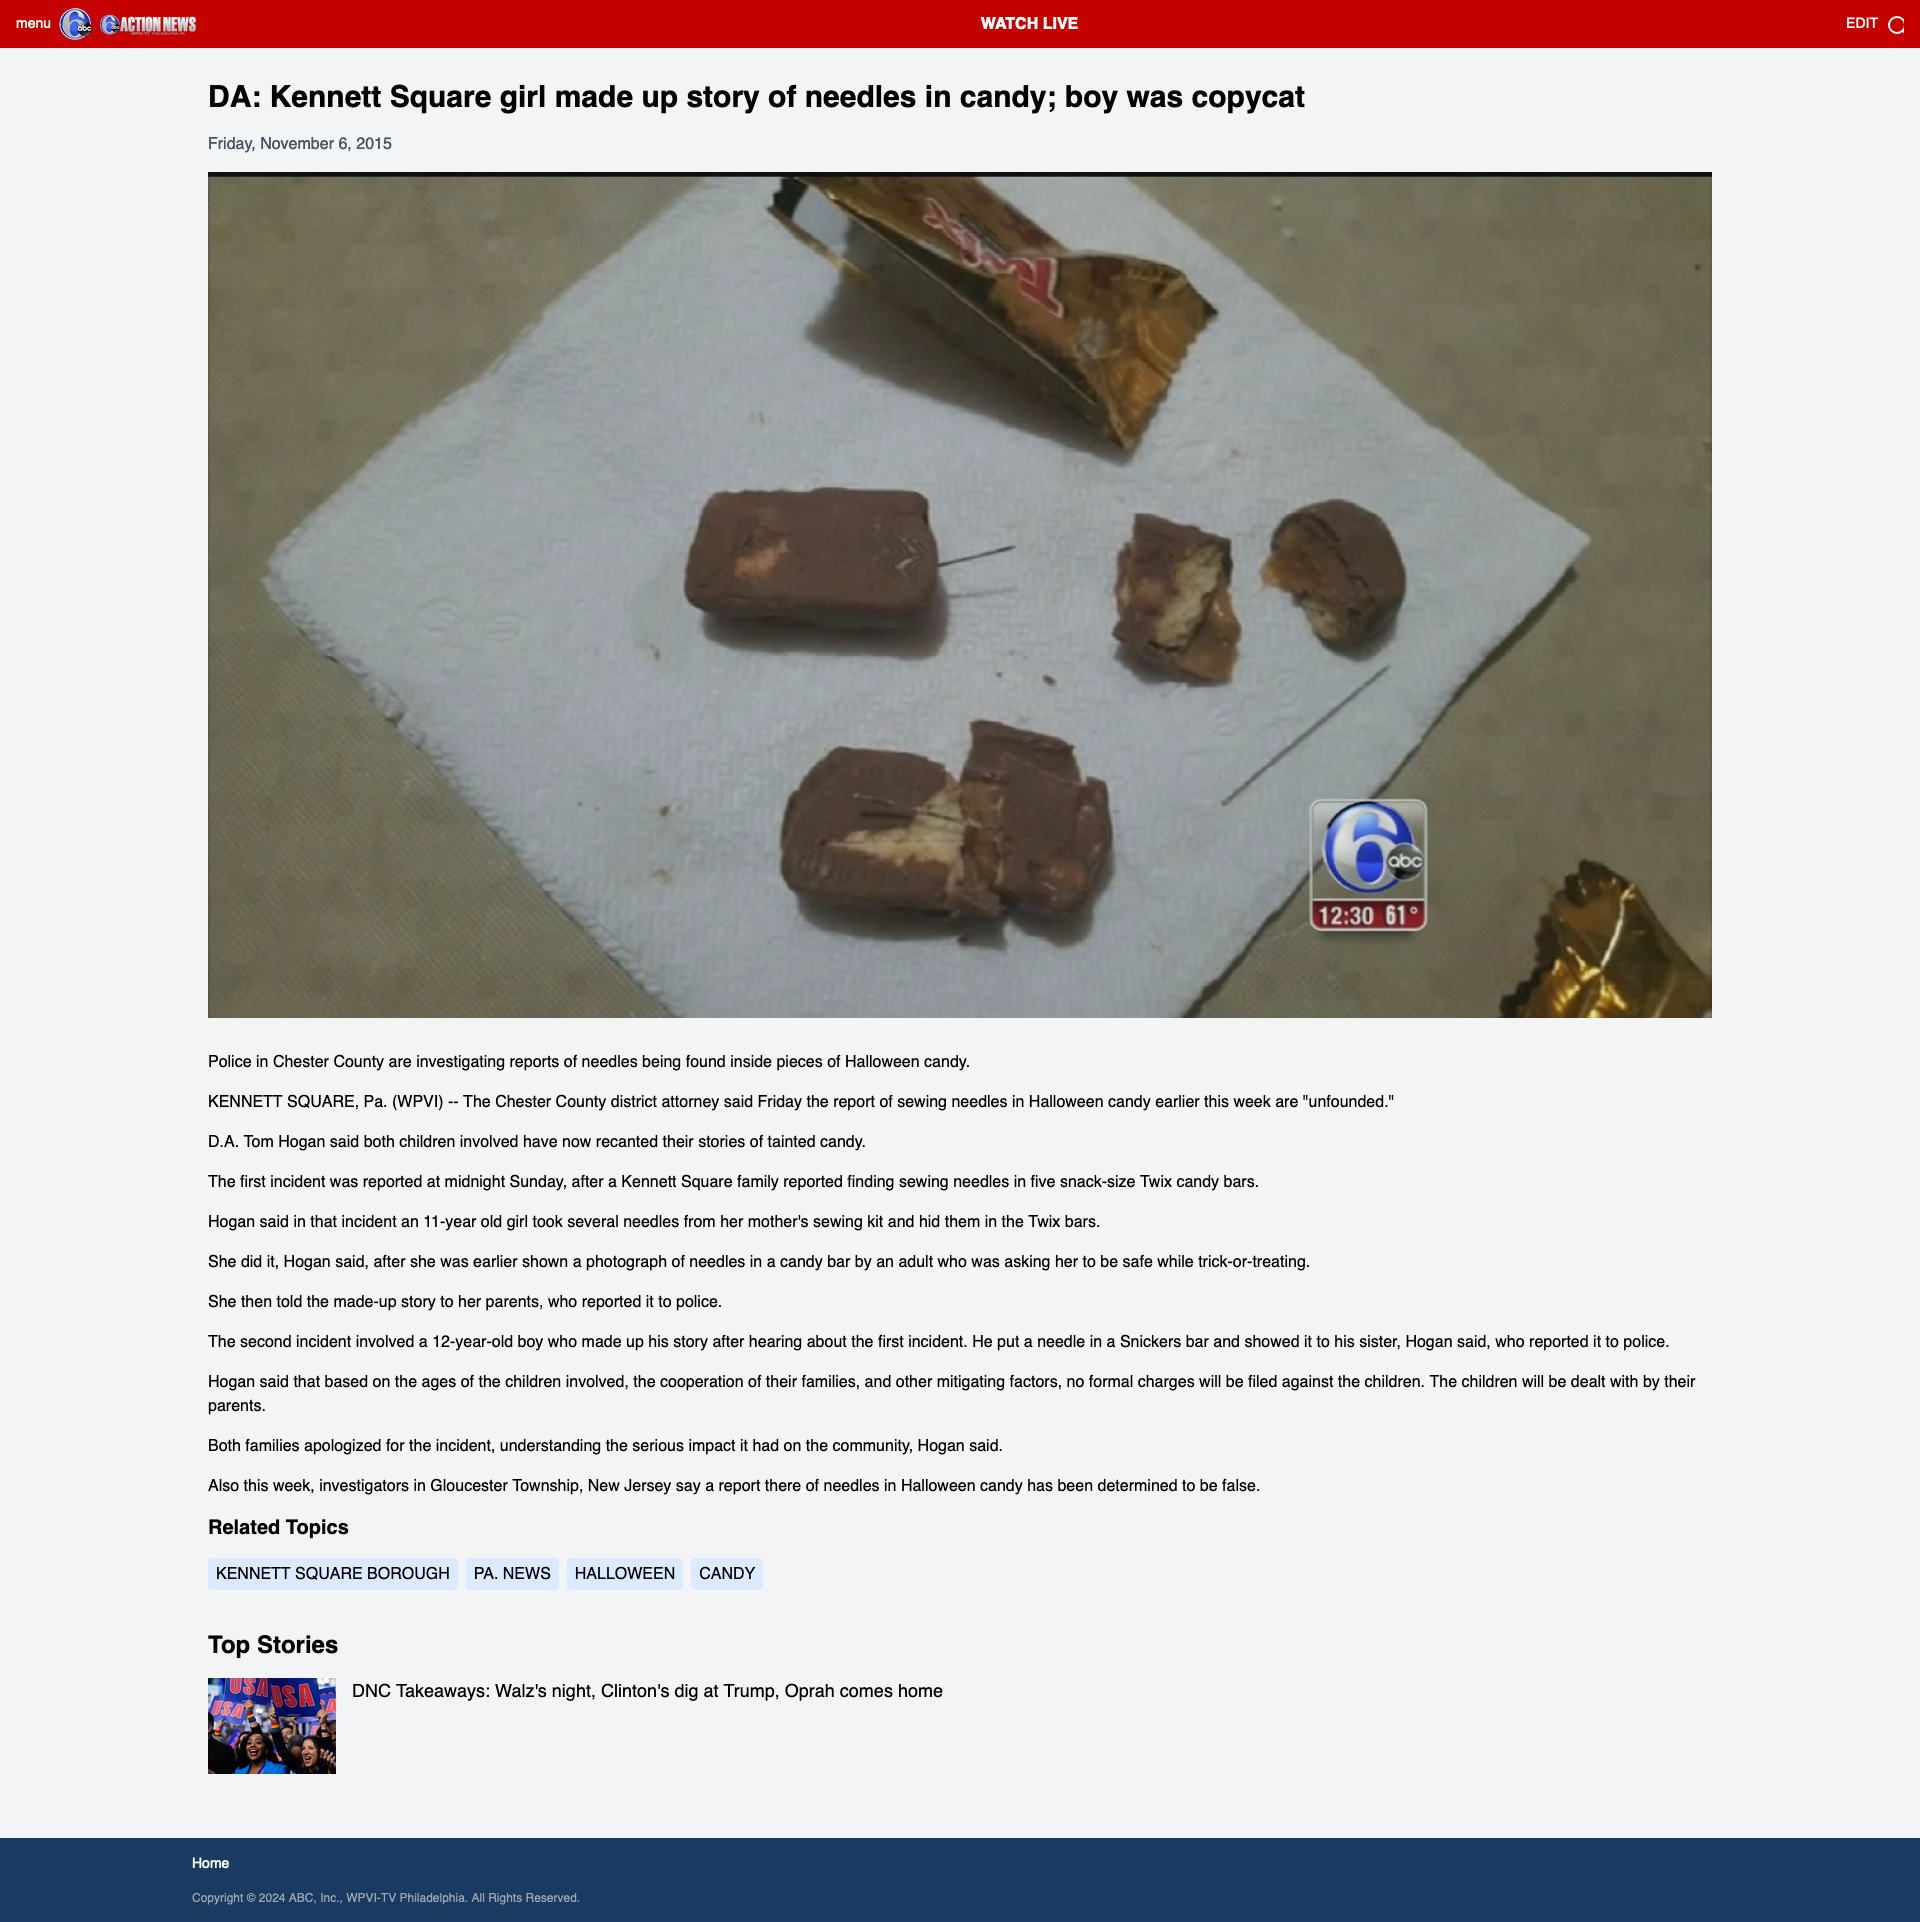 menu
6 abc
6 abc ACTION NEWS
WPVI-TV PHILADELPHIA, PA
WATCH LIVE
EDIT
DA: Kennett Square girl made up story of needles in candy; boy was copycat
Friday, November 6, 2015
Twix
6 abc
12:30 61°
Police in Chester County are investigating reports of needles being found inside pieces of Halloween candy.
KENNETT SQUARE, Pa. (WPVI) -- The Chester County district attorney said Friday the report of sewing needles in Halloween candy earlier this week are "unfounded."
D.A. Tom Hogan said both children involved have now recanted their stories of tainted candy.
The first incident was reported at midnight Sunday, after a Kennett Square family reported finding sewing needles in five snack-size Twix candy bars.
Hogan said in that incident an 11-year old girl took several needles from her mother's sewing kit and hid them in the Twix bars.
She did it, Hogan said, after she was earlier shown a photograph of needles in a candy bar by an adult who was asking her to be safe while trick-or-treating.
She then told the made-up story to her parents, who reported it to police.
The second incident involved a 12-year-old boy who made up his story after hearing about the first incident. He put a needle in a Snickers bar and showed it to his sister, Hogan said, who reported it to police.
Hogan said that based on the ages of the children involved, the cooperation of their families, and other mitigating factors, no formal charges will be filed against the children. The children will be dealt with by their
parents.
Both families apologized for the incident, understanding the serious impact it had on the community, Hogan said.
Also this week, investigators in Gloucester Township, New Jersey say a report there of needles in Halloween candy has been determined to be false.
Related Topics
KENNETT SQUARE BOROUGH PA. NEWS HALLOWEEN CANDY
Top Stories
USA
USA
USA
DNC Takeaways: Walz's night, Clinton's dig at Trump, Oprah comes home
Home
Copyright © 2024 ABC, Inc., WPVI-TV Philadelphia. All Rights Reserved.